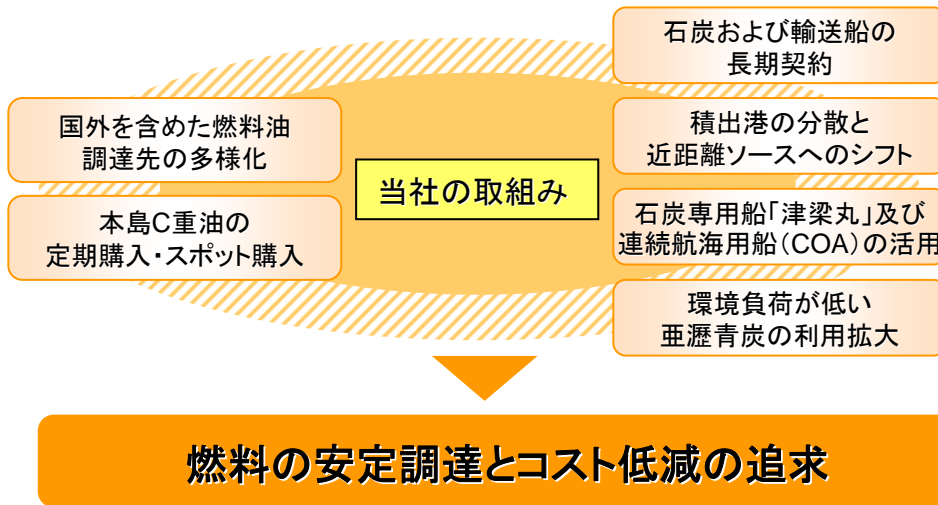 国外を含めた燃料油
調達先の多様化
本島C重油の
定期購入・スポット購入
当社の取組み
石炭および輸送船の
長期契約
積出港の分散と
近距離ソースへのシフト
石炭専用船「津梁丸」及び
連続航海用船(COA)の活用
環境負荷が低い
亜瀝青炭の利用拡大
燃料の安定調達とコスト低減の追求